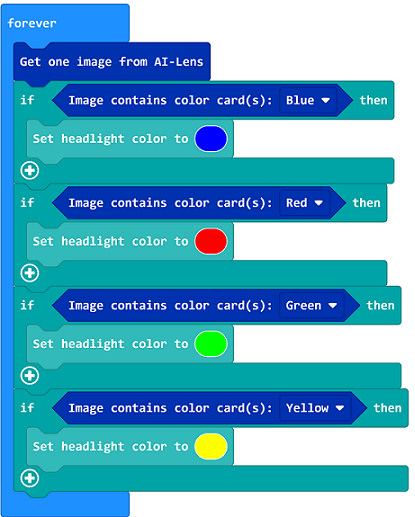 forever
Get one image from AI-Lens
if Image contains color card(s): Blue then
Set headlight color to
if Image contains color card(s): Red then
Set headlight color to
if Image contains color card(s): Green then
Set headlight color to
if Image contains color card(s): Yellow then
Set headlight color to